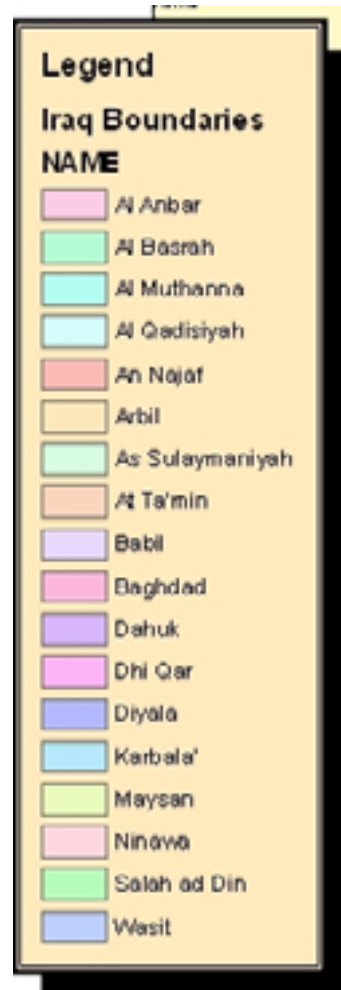 Legend
Iraq Boundaries
NAME
Al Anbar
Al Basrah
Al Muthanna
Al Qadisiyah
An Najaf
Arbil
As Sulaymaniyah
At Ta'min
Babil
Baghdad
Dahuk
Dhi Qar
Diyala
Karbala'
Maysan
Ninawa
Salah ad Din
Wasit